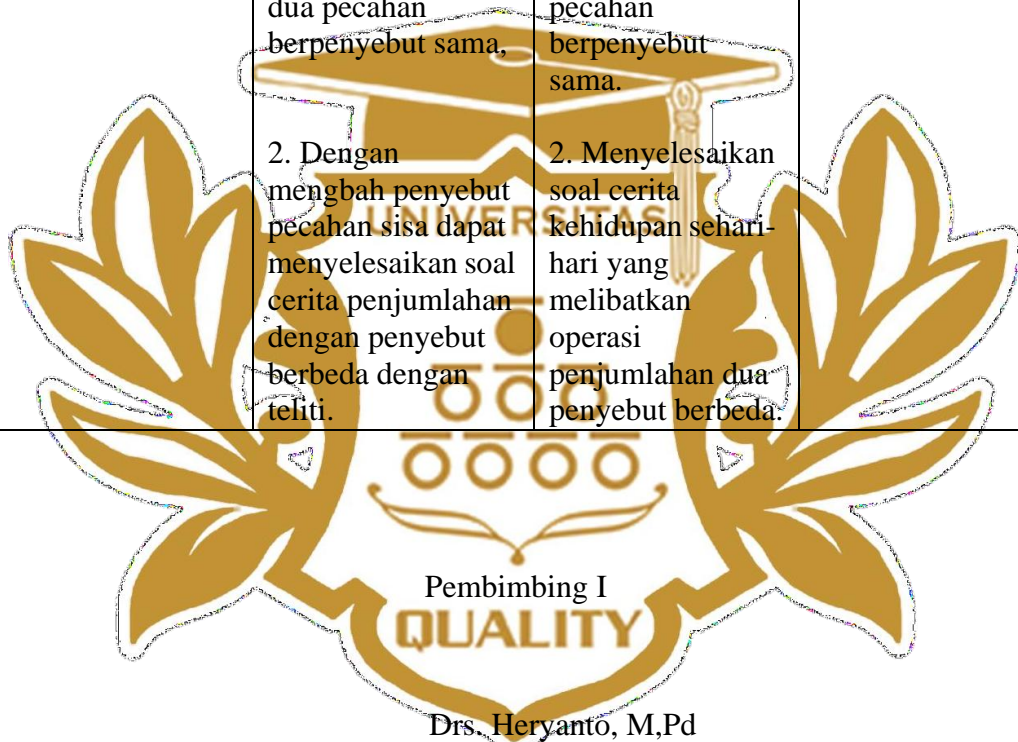 dua pecahan
berpenyebut sama,
2. Dengan
mengbah penyebut
pecahan sisa dapat
menyelesaikan soal
cerita penjumlahan
dengan penyebut
berbeda dengan
teliti.
pecahan
berpenyebut
sama.
2. Menyelesaikan
soal cerita
kehidupan sehari-
hari yang
melibatkan
operasi
penjumlahan dua
penyebut berbeda.
UNIVERSITAS
Pembimbing I
QUALITY
Drs. Heryanto, M,Pd